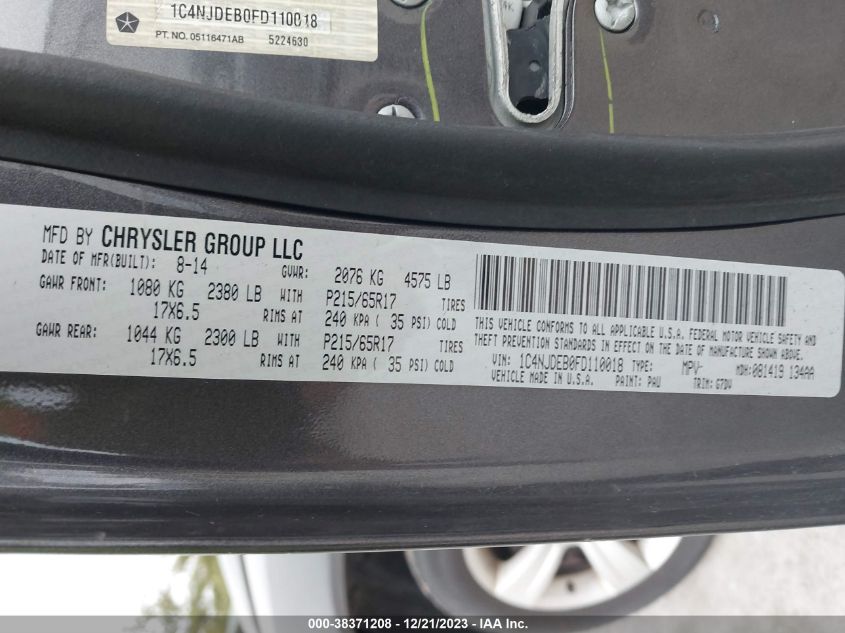 1C4NJDEB0FD110018
PT. NO. 05116471AB 5224630
MFD BY CHRYSLER GROUP LLC
DATE OF MFR(BUILT): 8-14 GVWR: 2076 KG 4575 LB
GAWR FRONT: 1080 KG 2380 LB WITH P215/65R17 TIRES
17X6.5 RIMS AT 240 KPA ( 35 PSI) COLD
GAWR REAR: 1044 KG 2300 LB WITH P215/65R17 TIRES
17X6.5 RIMS AT 240 KPA ( 35 PSI) COLD
THIS VEHICLE CONFORMS TO ALL APPLICABLE U.S.A. FEDERAL MOTOR VEHICLE SAFETY AND
THEFT PREVENTION STANDARDS IN EFFECT ON THE DATE OF MANUFACTURE SHOWN ABOVE.
VIN: 1C4NJDEB0FD110018 TYPE: MPV- MDH: 081419 134AA
VEHICLE MADE IN U.S.A. PAINT: PAU TRIM: G7DV
000-38371208 - 12/21/2023 - IAA Inc.